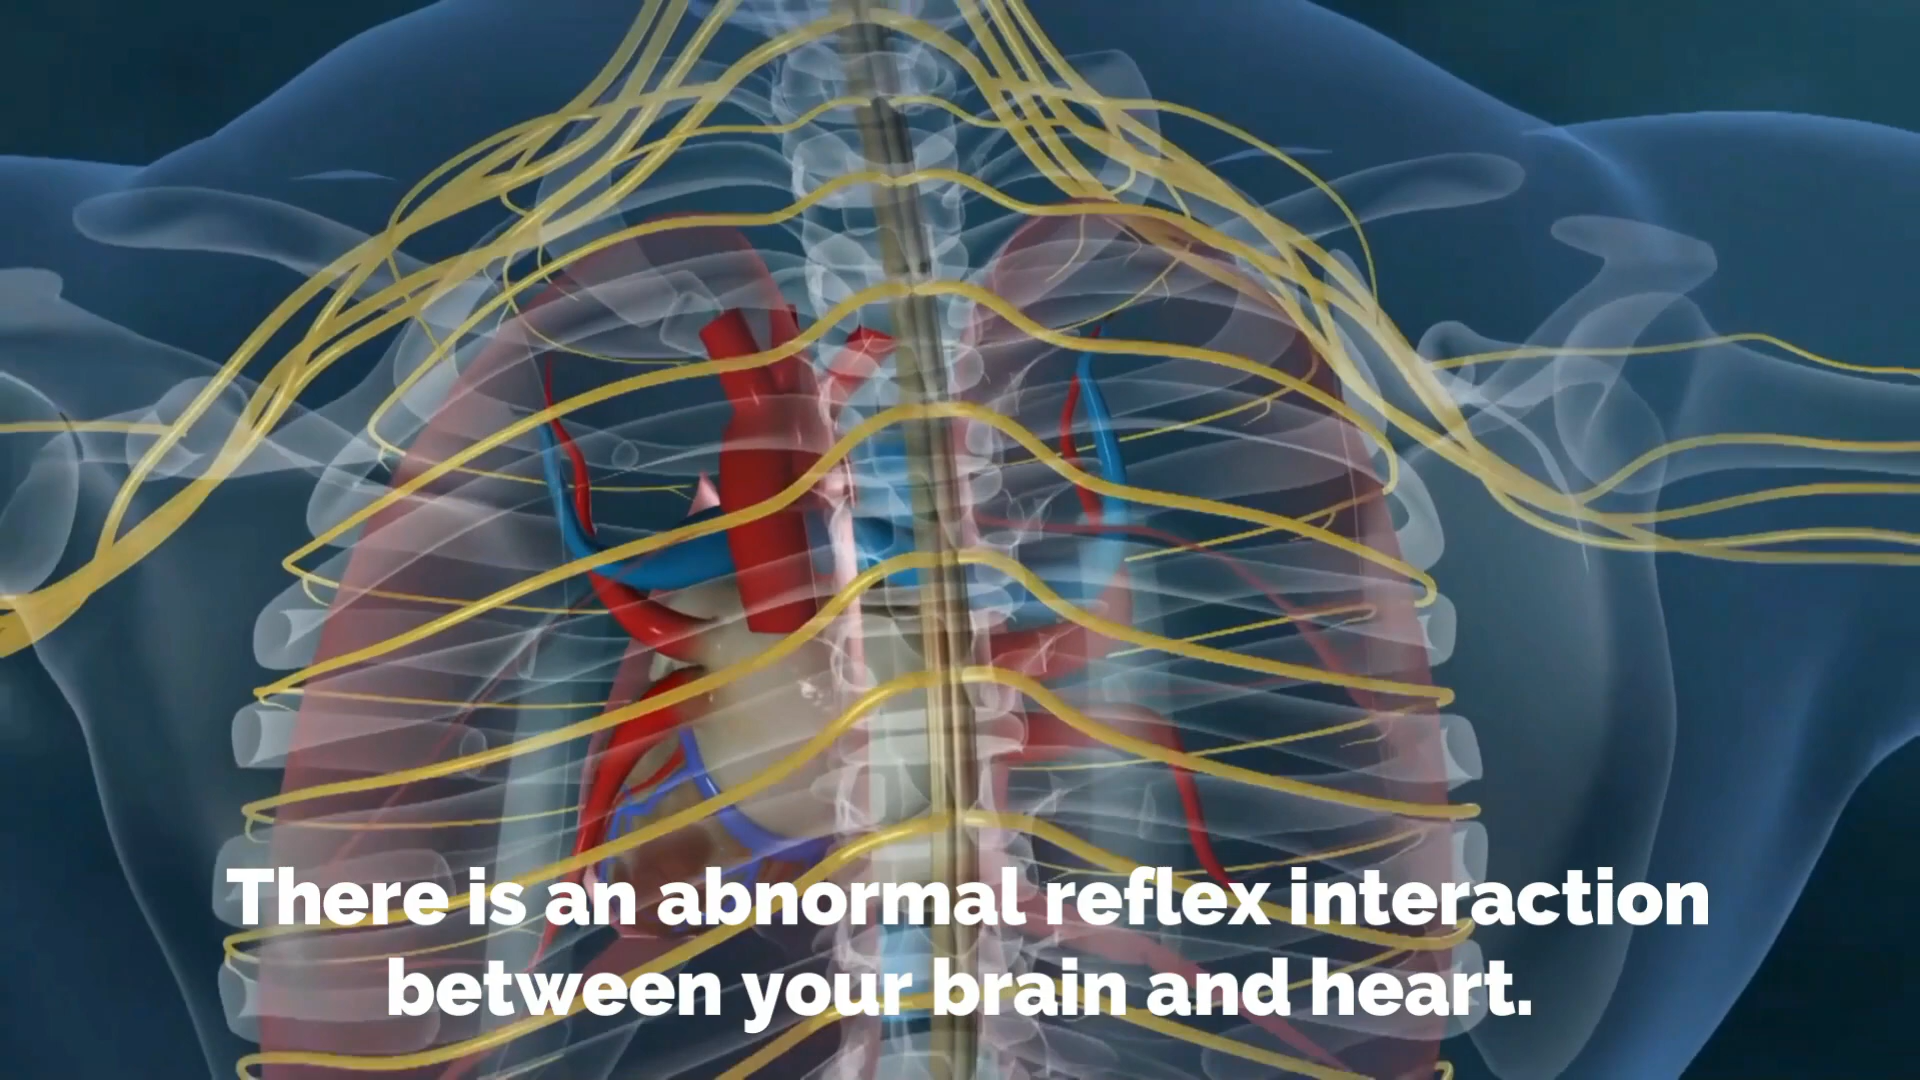 There is an abnormal reflex interaction
between your brain and heart.